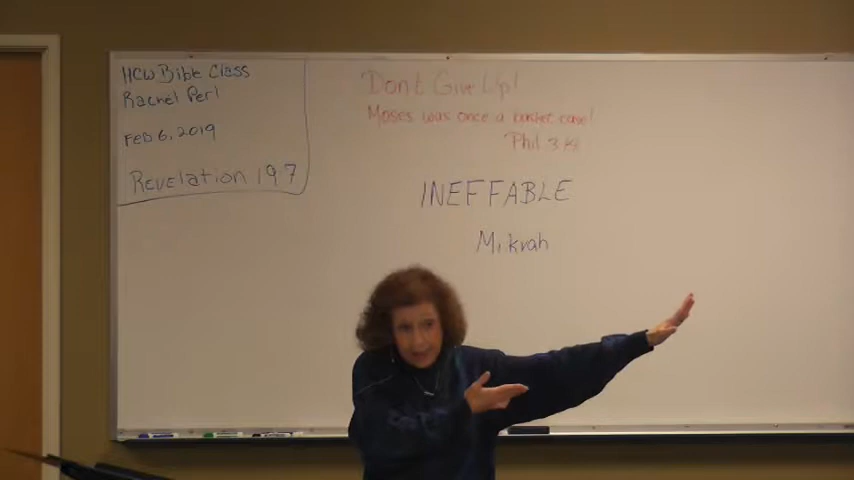 HCW Bible Class
Rachel Perl
Feb 6, 2019
Revelation 19:7
Don't Give Up!
Moses was once a basket case!
Phil 3:14
INEFFABLE
Mikvah